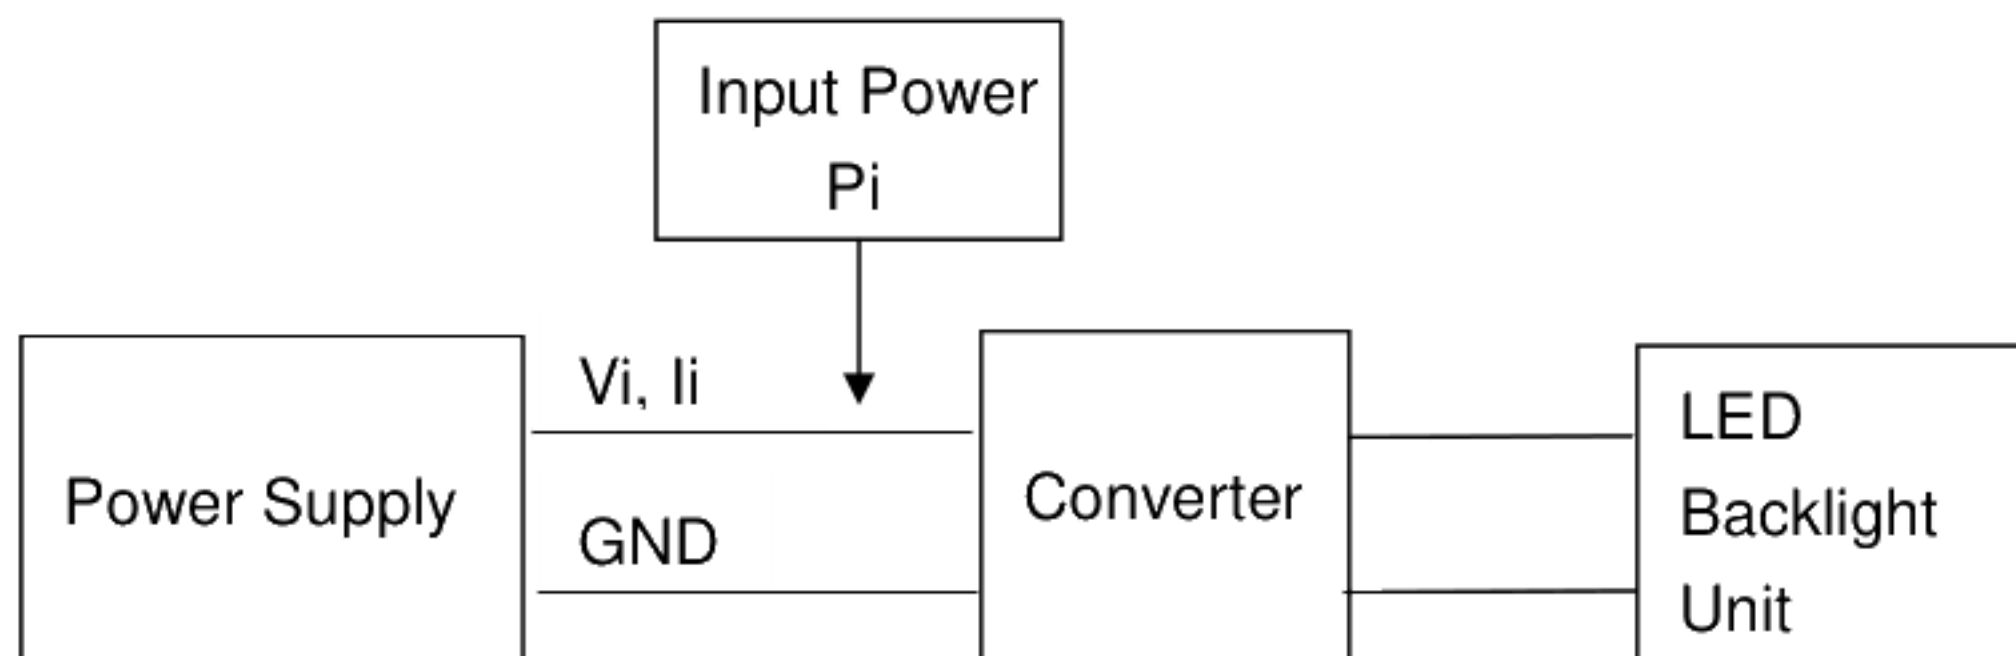 Input Power
Pi
Vi, Ii
Power Supply
GND
Converter
LED
Backlight
Unit